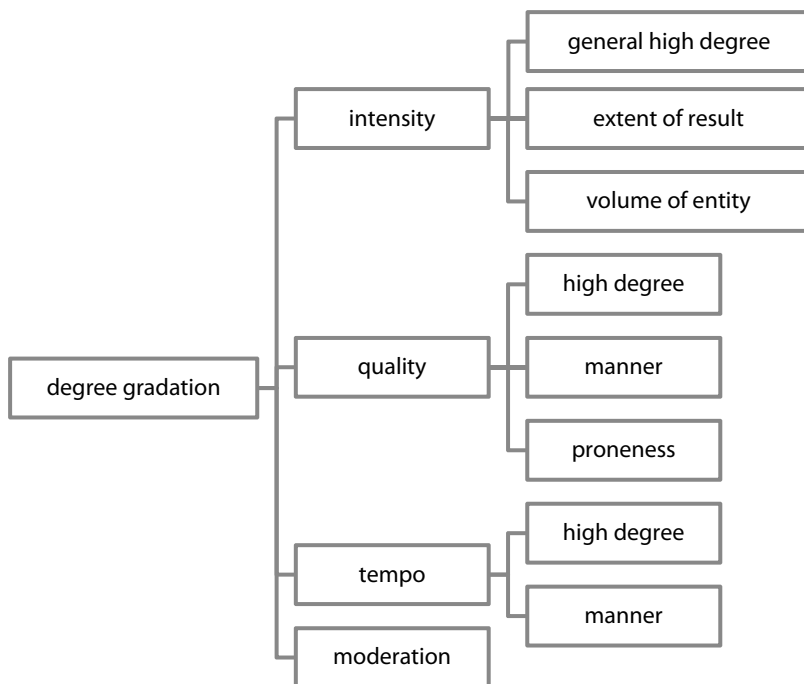 degree gradation
intensity
general high degree
extent of result
volume of entity
quality
high degree
manner
proneness
tempo
high degree
manner
moderation